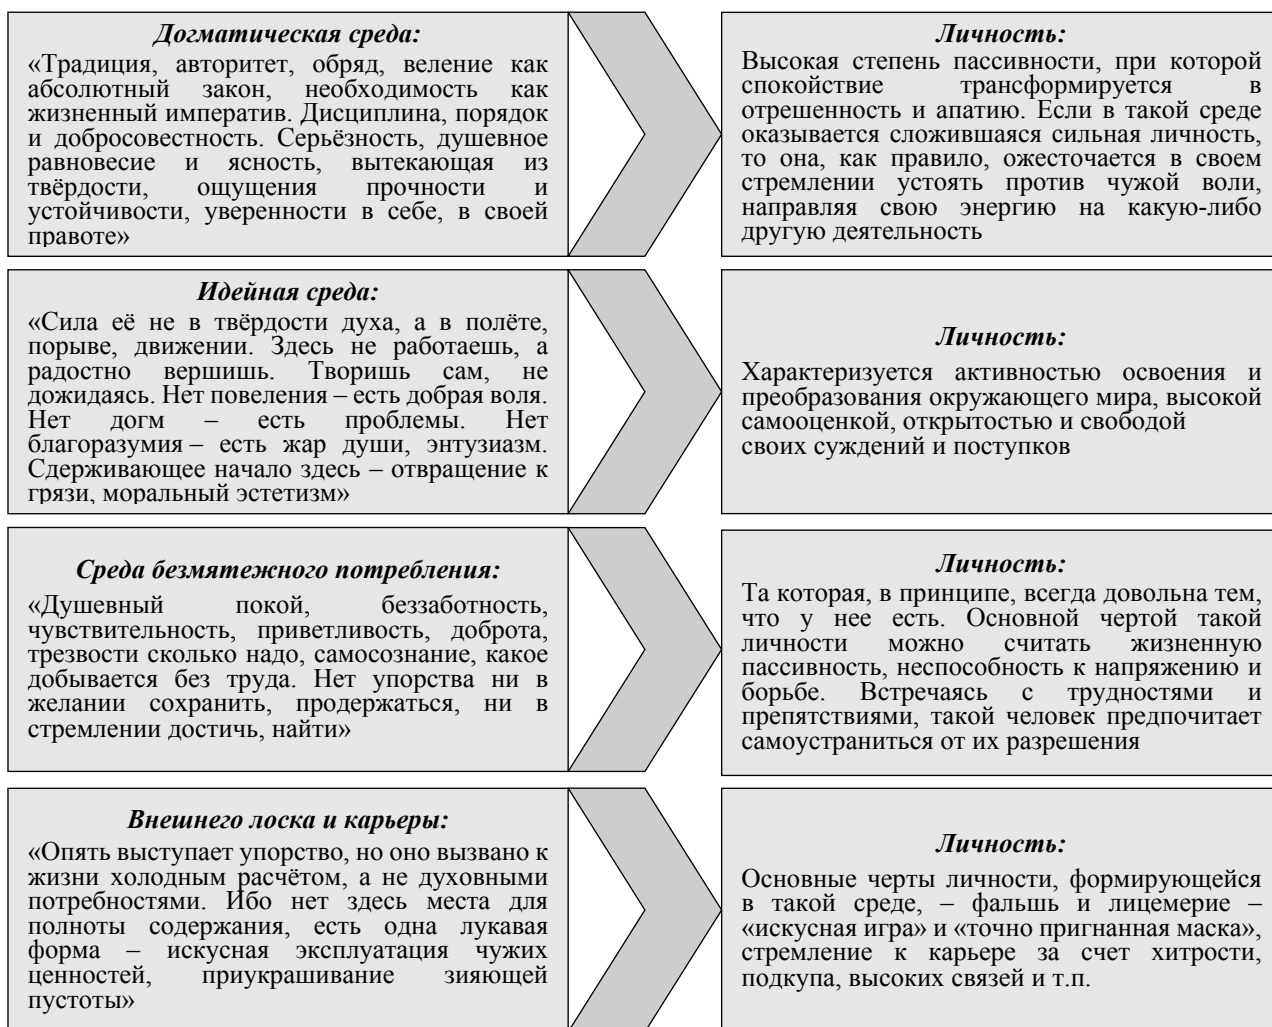 Догматическая среда:
«Традиция, авторитет, обряд, веление как
абсолютный закон, необходимость как
жизненный императив. Дисциплина, порядок
и добросовестность. Серьёзность, душевное
равновесие и ясность, вытекающая из
твёрдости, ощущения прочности и
устойчивости, уверенности в себе, в своей
правоте»
Личность:
Высокая степень пассивности, при которой
спокойствие трансформируется в
отрешенность и апатию. Если в такой среде
оказывается сложившаяся сильная личность,
то она, как правило, ожесточается в своем
стремлении устоять против чужой воли,
направляя свою энергию на какую-либо
другую деятельность
Идейная среда:
«Сила её не в твёрдости духа, а в полёте,
порыве, движении. Здесь не работаешь, а
радостно вершишь. Творишь сам, не
дожидаясь. Нет повеления – есть добрая воля.
Нет догм – есть проблемы. Нет
благоразумия – есть жар души, энтузиазм.
Сдерживающее начало здесь – отвращение к
грязи, моральный эстетизм»
Личность:
Характеризуется активностью освоения и
преобразования окружающего мира, высокой
самооценкой, открытостью и свободой
своих суждений и поступков
Среда безмятежного потребления:
«Душевный покой, беззаботность,
чувствительность, приветливость, доброта,
трезвости сколько надо, самосознание, какое
добывается без труда. Нет упорства ни в
желании сохранить, продержаться, ни в
стремлении достичь, найти»
Личность:
Та которая, в принципе, всегда довольна тем,
что у нее есть. Основной чертой такой
личности можно считать жизненную
пассивность, неспособность к напряжению и
борьбе. Встречаясь с трудностями и
препятствиями, такой человек предпочитает
самоустраниться от их разрешения
Внешнего лоска и карьеры:
«Опять выступает упорство, но оно вызвано к
жизни холодным расчётом, а не духовными
потребностями. Ибо нет здесь места для
полноты содержания, есть одна лукавая
форма – искусная эксплуатация чужих
ценностей, приукрашивание зияющей
пустоты»
Личность:
Основные черты личности, формирующейся
в такой среде, – фальшь и лицемерие –
«искусная игра» и «точно пригнанная маска»,
стремление к карьере за счет хитрости,
подкупа, высоких связей и т.п.